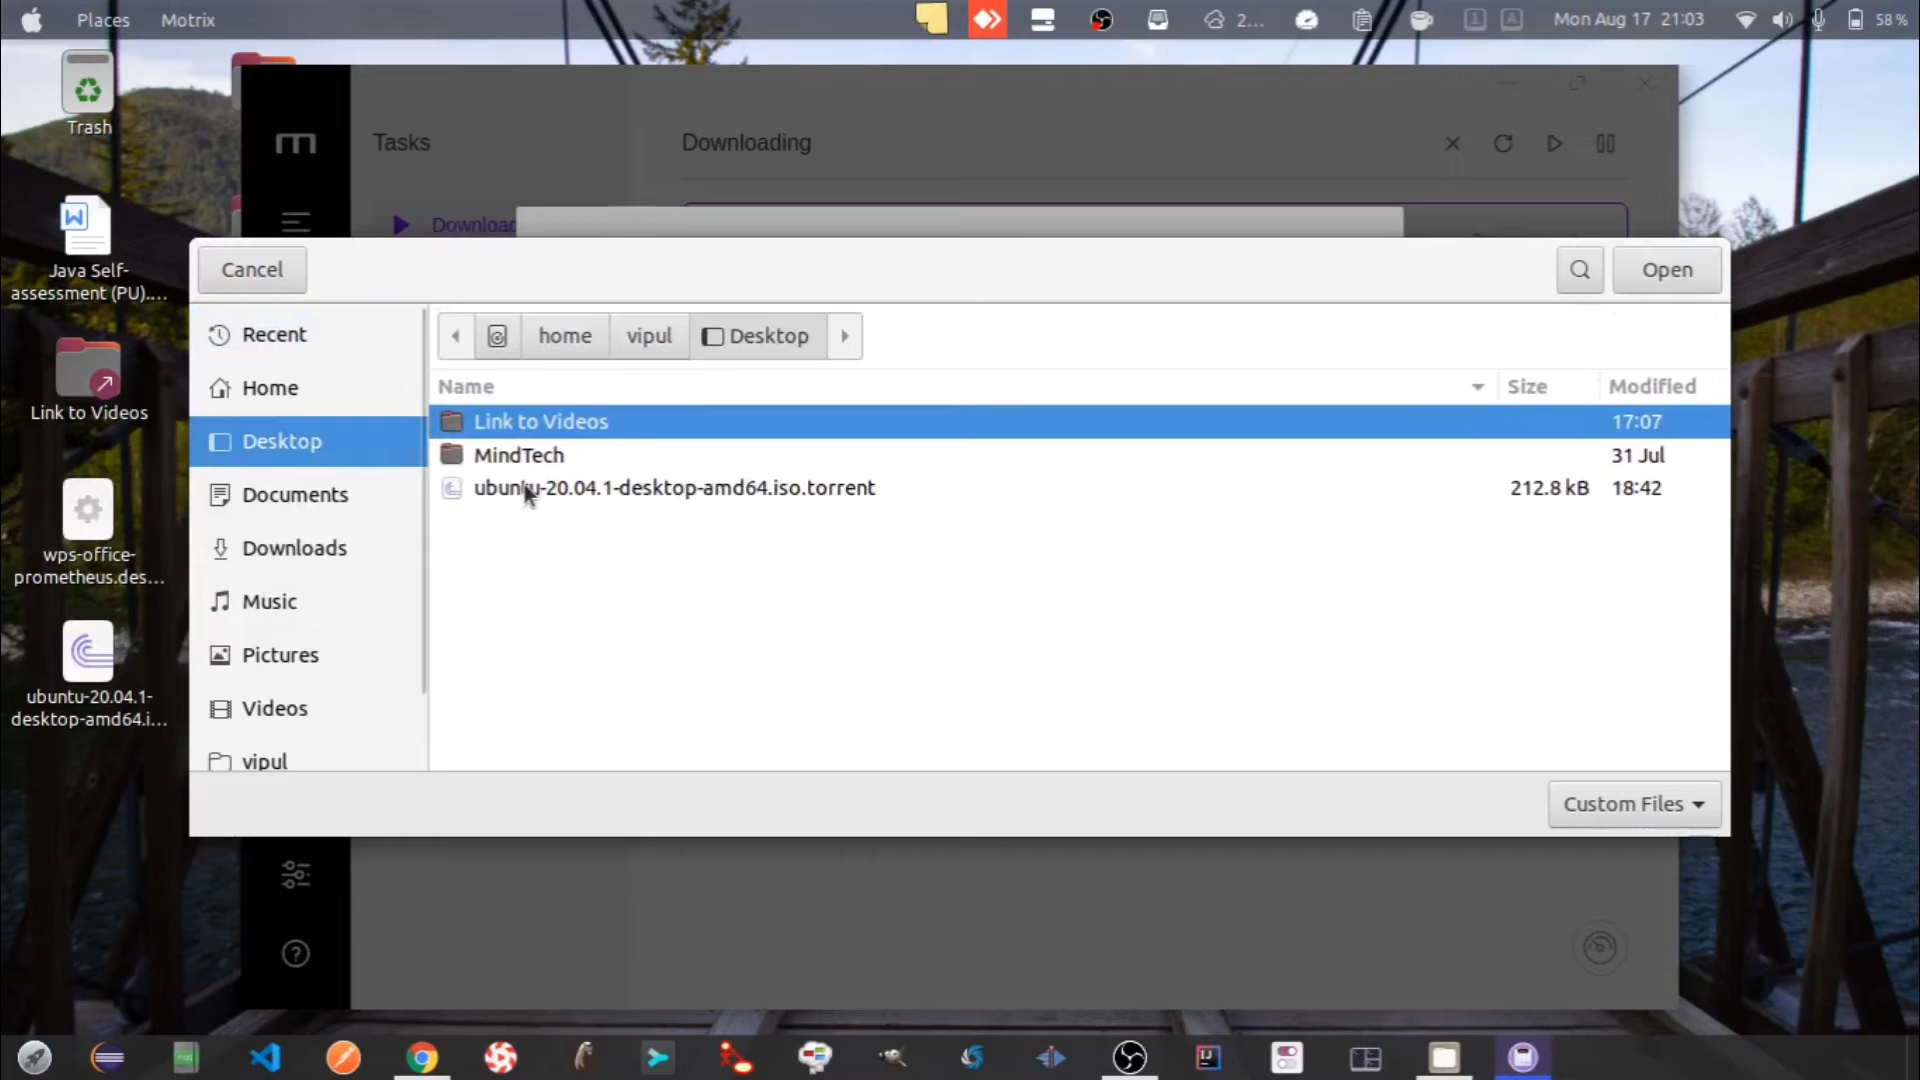 Places
Motrix
2...
1
A
Mon Aug 17 21:03
58 %
Trash
Java Self-
assessment (PU)....
Link to Videos
wps-office-
prometheus.des...
ubuntu-20.04.1-
desktop-amd64.i...
m
Tasks
Downloading
Download
Cancel
Open
Recent
Home
Desktop
Documents
Downloads
Music
Pictures
Videos
vipul
home
vipul
Desktop
Name
Size
Modified
Link to Videos
17:07
MindTech
31 Jul
ubuntu-20.04.1-desktop-amd64.iso.torrent
212.8 kB
18:42
Custom Files